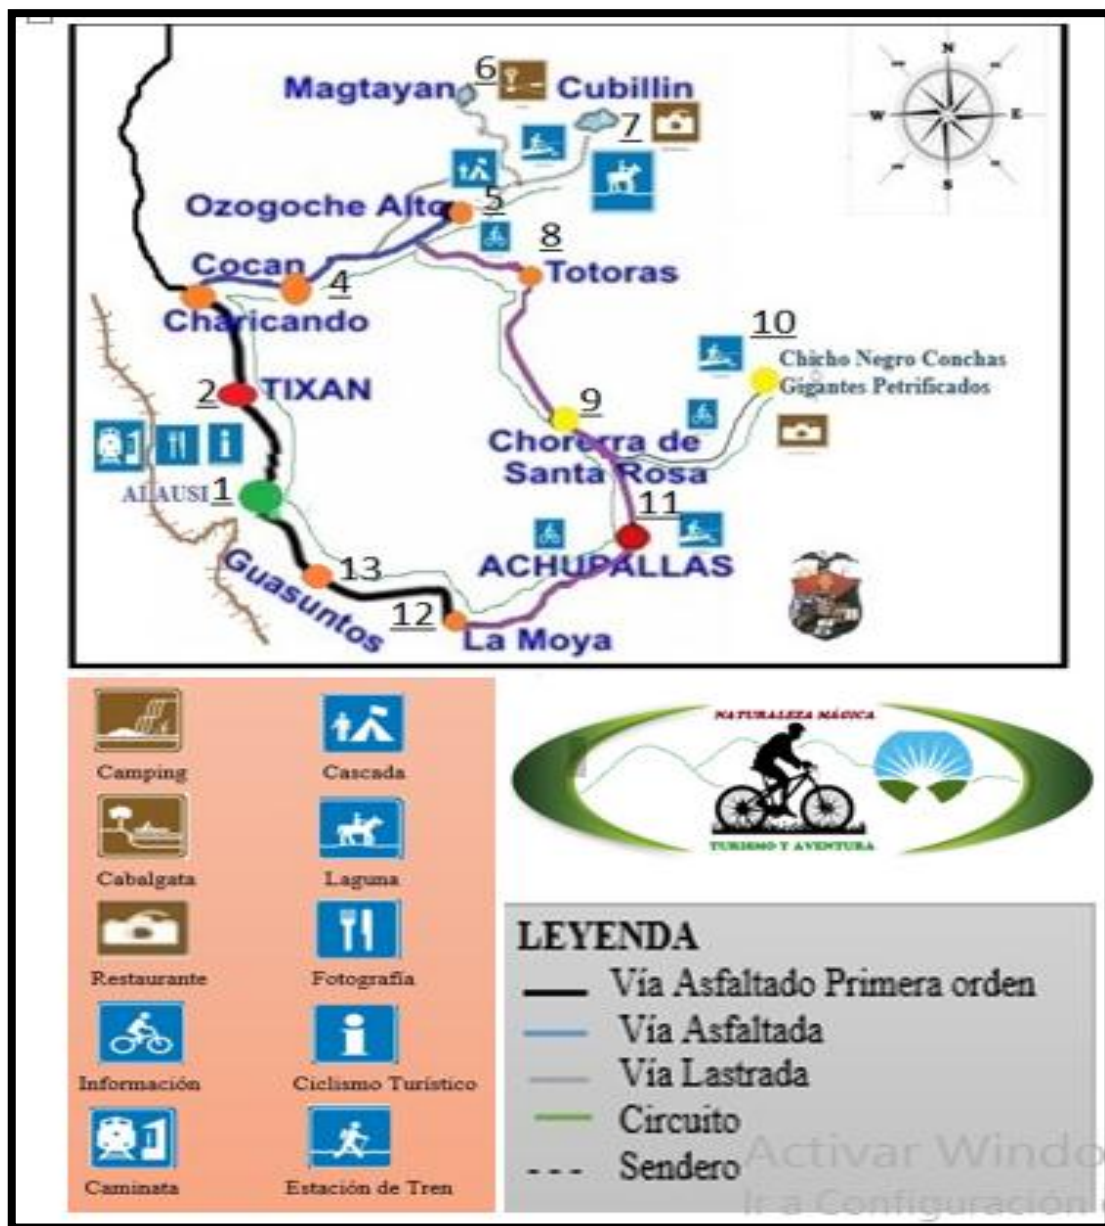 N
W
E
S
6
Magtayan
Cubillin
7
Ozogoche Alto
5
8
Cocan
4
Totoras
Charicando
10
Chicho Negro Conchas
Gigantes Petrificados
2
TIXAN
9
Chorerra de
Santa Rosa
ALAUSI
1
11
ACHUPALLAS
Guasuntos
13
12
La Moya
Camping
Cascada
Cabalgata
Laguna
Restaurante
Fotografía
Información
Ciclismo Turístico
Caminata
Estación de Tren
NATURALEZA MÁGICA
TURISMO Y AVENTURA
LEYENDA
Vía Asfaltado Primera orden
Vía Asfaltada
Vía Lastrada
Circuito
Sendero
Activar Windo
Ir a Configuración